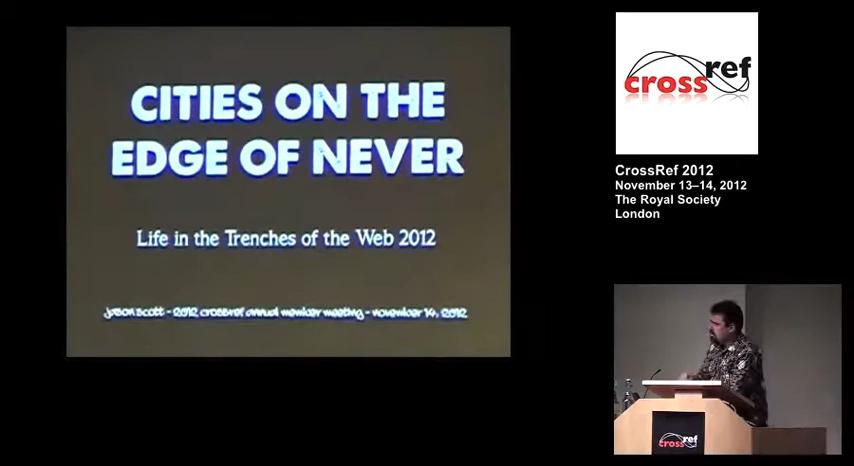 CITIES ON THE
EDGE OF NEVER
Life in the Trenches of the Web 2012
jason scott - 2012 crossref annual member meeting - november 14, 2012
crossref
CrossRef 2012
November 13–14, 2012
The Royal Society
London
crossref